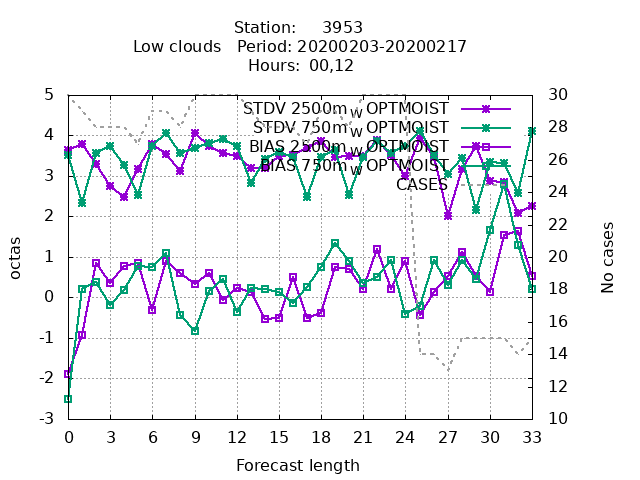 Station: 3953
Low clouds Period: 20200203-20200217
Hours: 00,12
STDV 2500m_W OPTMOIST
STDV 750m_W OPTMOIST
BIAS 2500m_W OPTMOIST
BIAS 750m_W OPTMOIST
CASES
5
4
3
2
1
0
-1
-2
-3
octas
30
28
26
24
22
20
18
16
14
12
10
No cases
0 3 6 9 12 15 18 21 24 27 30 33
Forecast length